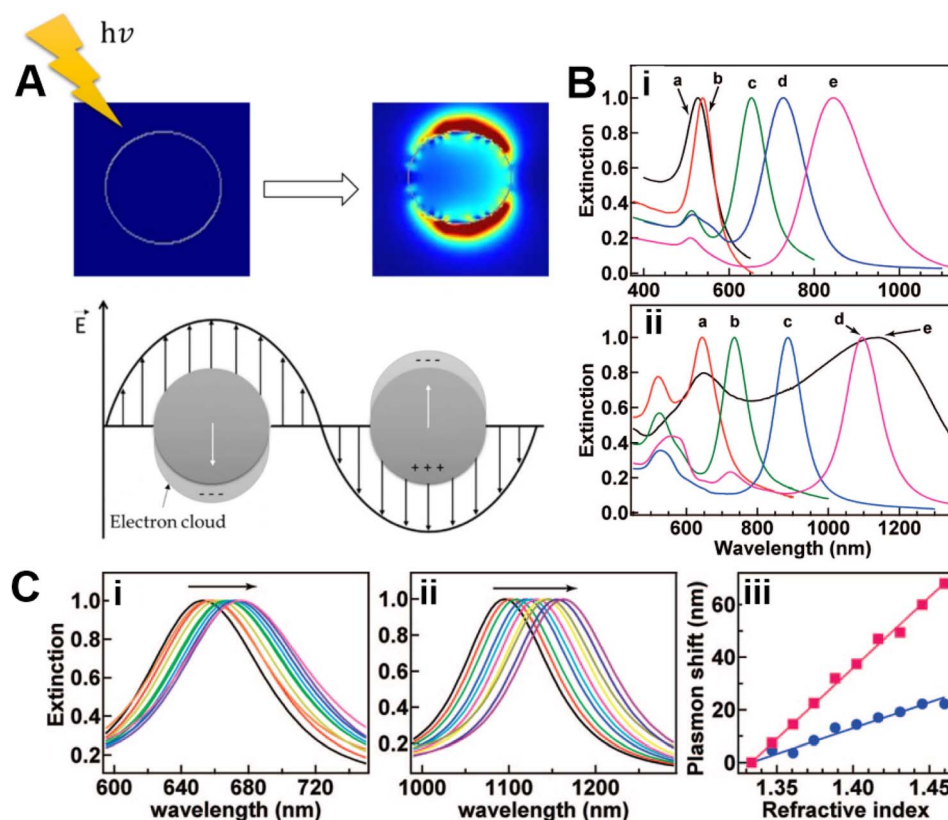 hν
A
E
- - -
Electron cloud
- - -
+ + +
B
i
a b c d e
Extinction
1.0
0.8
0.6
0.4
0.2
0.0
400 600 800 1000
ii
a b c d e
Extinction
1.0
0.8
0.6
0.4
0.2
0.0
600 800 1000 1200
Wavelength (nm)
C
i
Extinction
1.0
0.8
0.6
0.4
0.2
600 640 680 720
wavelength (nm)
ii
1.0
0.8
0.6
0.4
0.2
1000 1100 1200
wavelength (nm)
iii
Plasmon shift (nm)
60
40
20
0
1.35 1.40 1.45
Refractive index